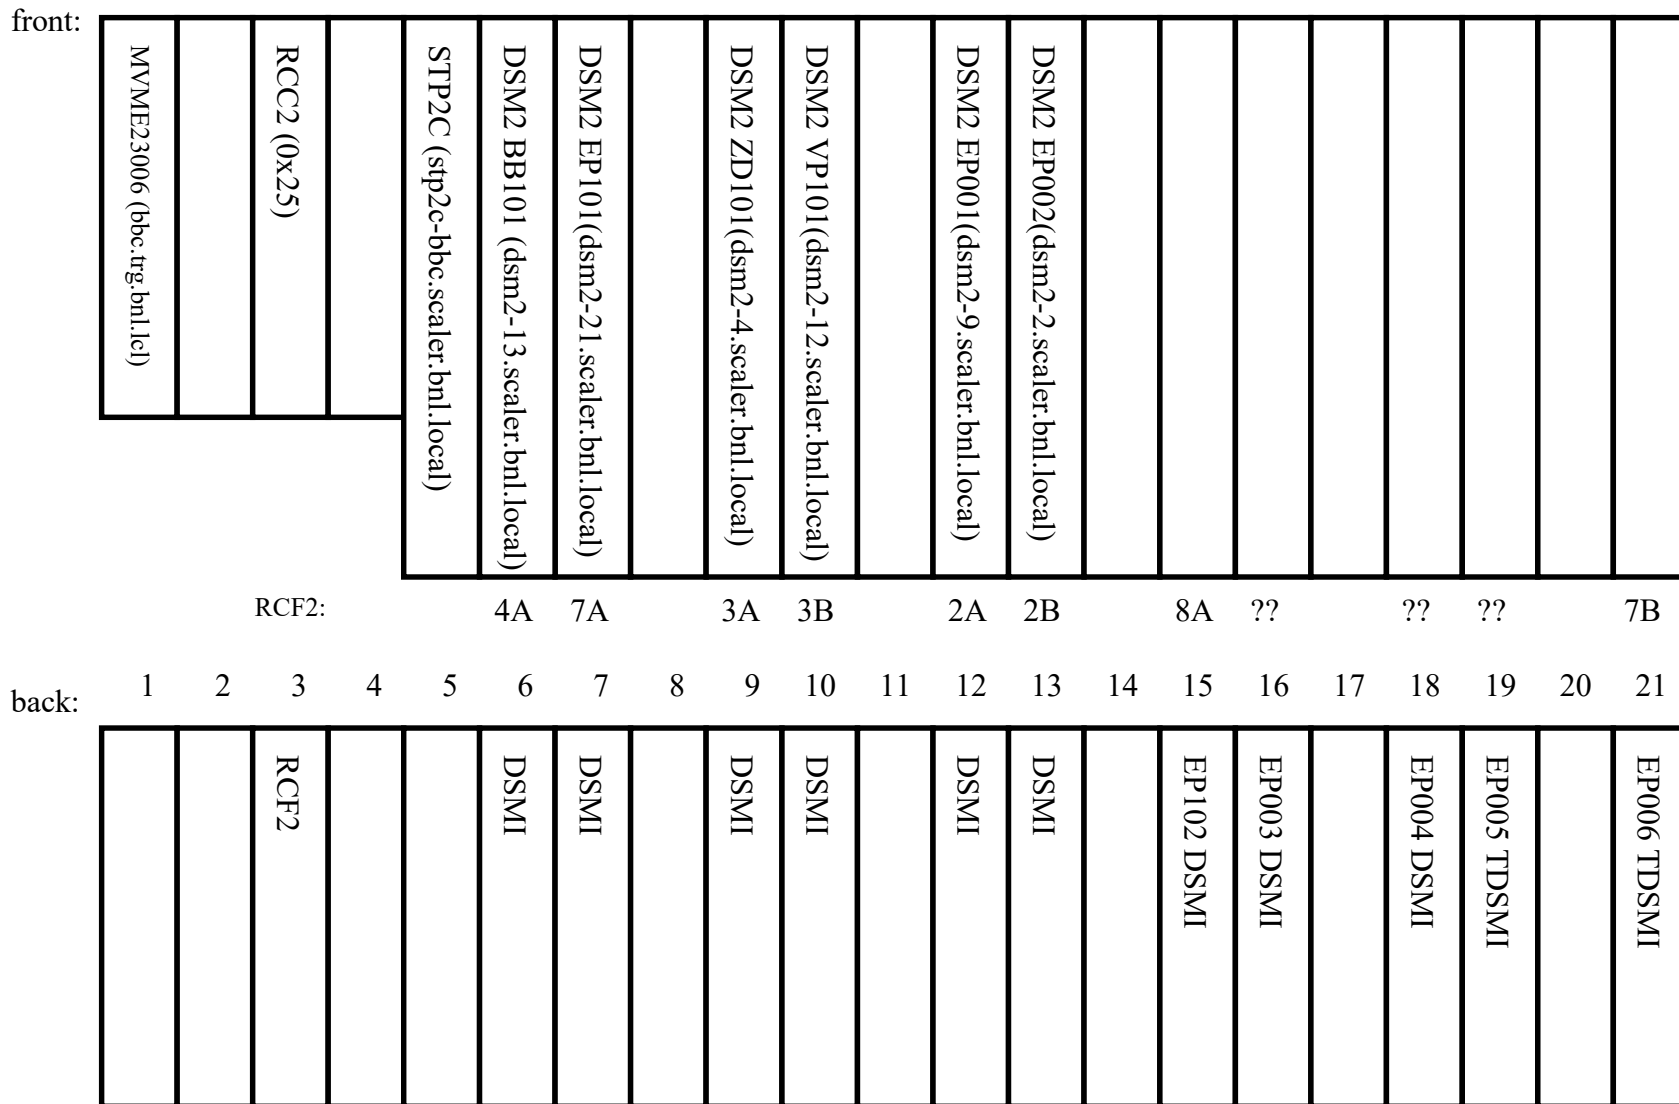 front:
MVME23006 (bbc.trg.bnl.lcl)
RCC2 (0x25)
STP2C (stp2c-bbc.scaler.bnl.local)
DSM2 BB101 (dsm2-13.scaler.bnl.local)
DSM2 EP101(dsm2-21.scaler.bnl.local)
DSM2 ZD101(dsm2-4.scaler.bnl.local)
DSM2 VP101(dsm2-12.scaler.bnl.local)
DSM2 EP001(dsm2-9.scaler.bnl.local)
DSM2 EP002(dsm2-2.scaler.bnl.local)
RCF2: 4A 7A 3A 3B 2A 2B 8A ?? ?? ?? 7B
1 2 3 4 5 6 7 8 9 10 11 12 13 14 15 16 17 18 19 20 21
back:
RCF2
DSMI
DSMI
DSMI
DSMI
DSMI
DSMI
EP102 DSMI
EP003 DSMI
EP004 DSMI
EP005 TDSMI
EP006 TDSMI